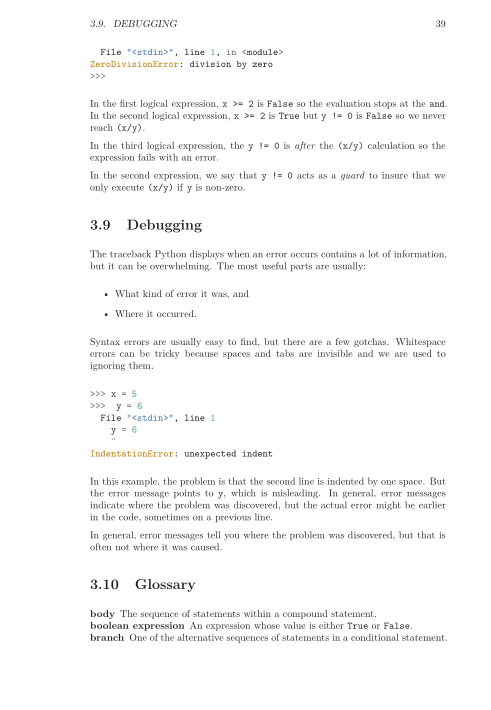 3.9. DEBUGGING 39
File "<stdin>", line 1, in <module>
ZeroDivisionError: division by zero
>>>
In the first logical expression, x >= 2 is False so the evaluation stops at the and.
In the second logical expression, x >= 2 is True but y != 0 is False so we never
reach (x/y).
In the third logical expression, the y != 0 is after the (x/y) calculation so the
expression fails with an error.
In the second expression, we say that y != 0 acts as a guard to insure that we
only execute (x/y) if y is non-zero.
3.9 Debugging
The traceback Python displays when an error occurs contains a lot of information,
but it can be overwhelming. The most useful parts are usually:
• What kind of error it was, and
• Where it occurred.
Syntax errors are usually easy to find, but there are a few gotchas. Whitespace
errors can be tricky because spaces and tabs are invisible and we are used to
ignoring them.
>>> x = 5
>>>  y = 6
File "<stdin>", line 1
y = 6
^
IndentationError: unexpected indent
In this example, the problem is that the second line is indented by one space. But
the error message points to y, which is misleading. In general, error messages
indicate where the problem was discovered, but the actual error might be earlier
in the code, sometimes on a previous line.
In general, error messages tell you where the problem was discovered, but that is
often not where it was caused.
3.10 Glossary
body The sequence of statements within a compound statement.
boolean expression An expression whose value is either True or False.
branch One of the alternative sequences of statements in a conditional statement.